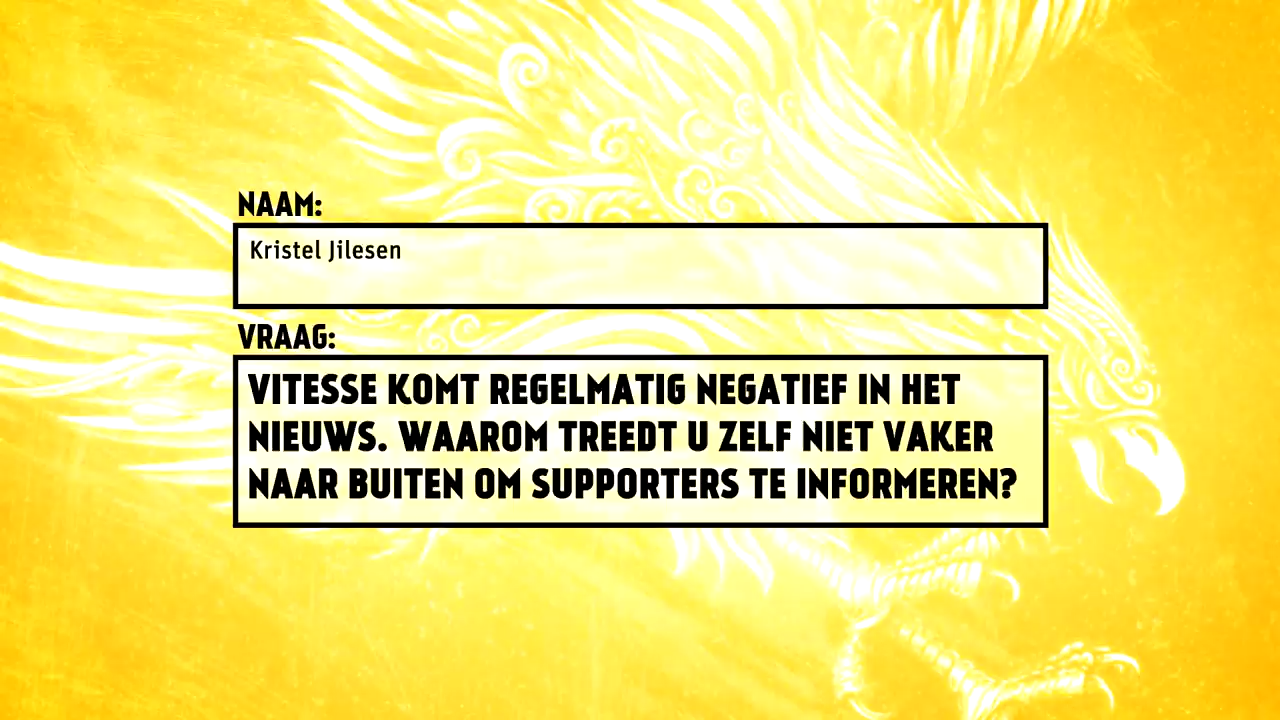 NAAM:
Kristel Jilesen
VRAAG:
VITESSE KOMT REGELMATIG NEGATIEF IN HET
NIEUWS. WAAROM TREEDT U ZELF NIET VAKER
NAAR BUITEN OM SUPPORTERS TE INFORMEREN?